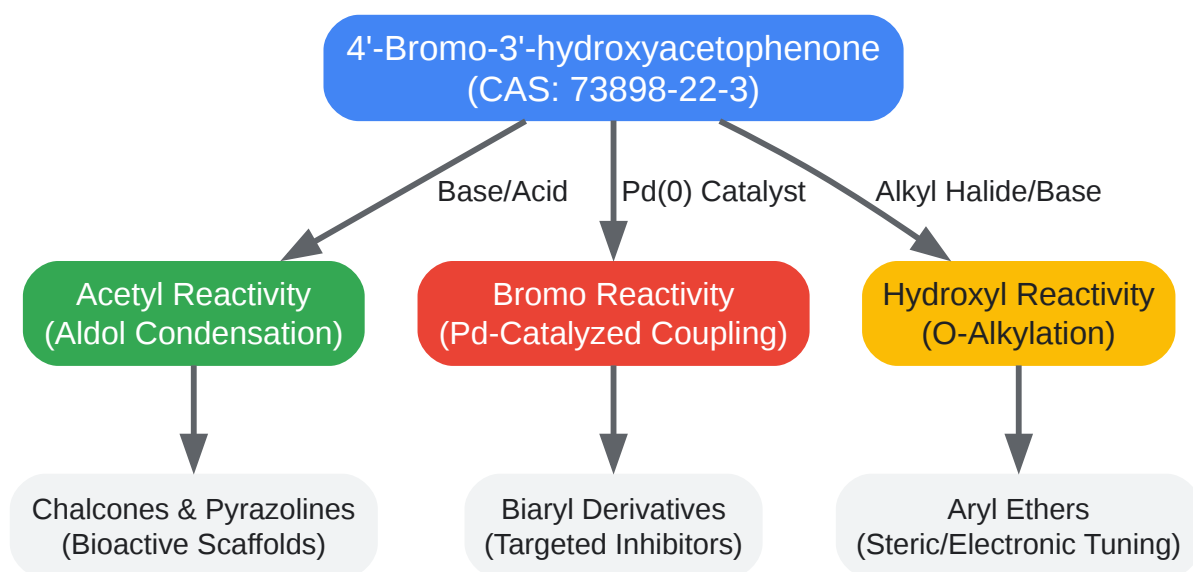 4'-Bromo-3'-hydroxyacetophenone
(CAS: 73898-22-3)
Base/Acid
Pd(0) Catalyst
Alkyl Halide/Base
Acetyl Reactivity
(Aldol Condensation)
Bromo Reactivity
(Pd-Catalyzed Coupling)
Hydroxyl Reactivity
(O-Alkylation)
Chalcones & Pyrazolines
(Bioactive Scaffolds)
Biaryl Derivatives
(Targeted Inhibitors)
Aryl Ethers
(Steric/Electronic Tuning)